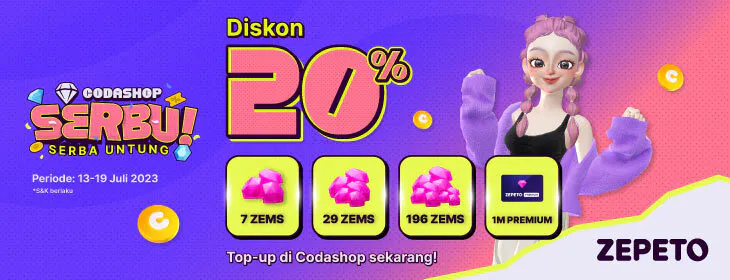 CODASHOP
SERBU!
SERBA UNTUNG
Periode: 13-19 Juli 2023
*S&K berlaku
Diskon
20%
7 ZEMS
29 ZEMS
196 ZEMS
ZEPETO PREMIUM
1M PREMIUM
Top-up di Codashop sekarang!
ZEPETO